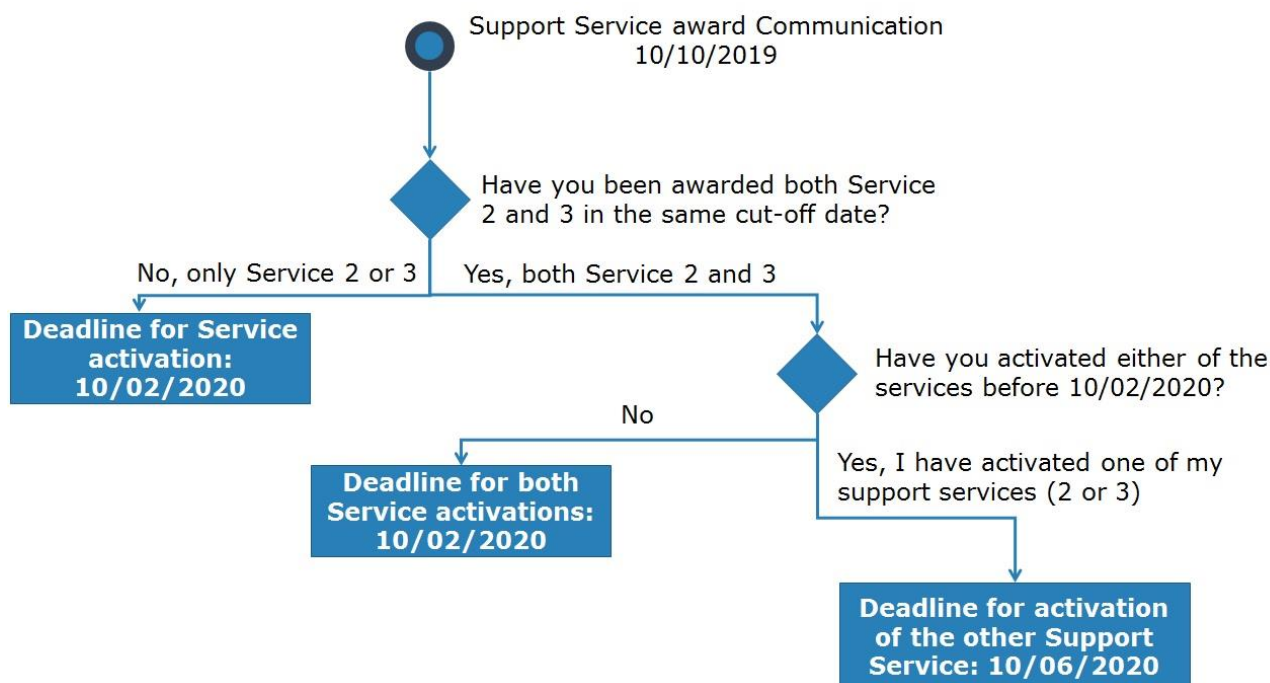 Support Service award Communication
10/10/2019
Have you been awarded both Service
2 and 3 in the same cut-off date?
No, only Service 2 or 3
Yes, both Service 2 and 3
Deadline for Service
activation:
10/02/2020
Have you activated either of the
services before 10/02/2020?
No
Yes, I have activated one of my
support services (2 or 3)
Deadline for both
Service activations:
10/02/2020
Deadline for activation
of the other Support
Service: 10/06/2020